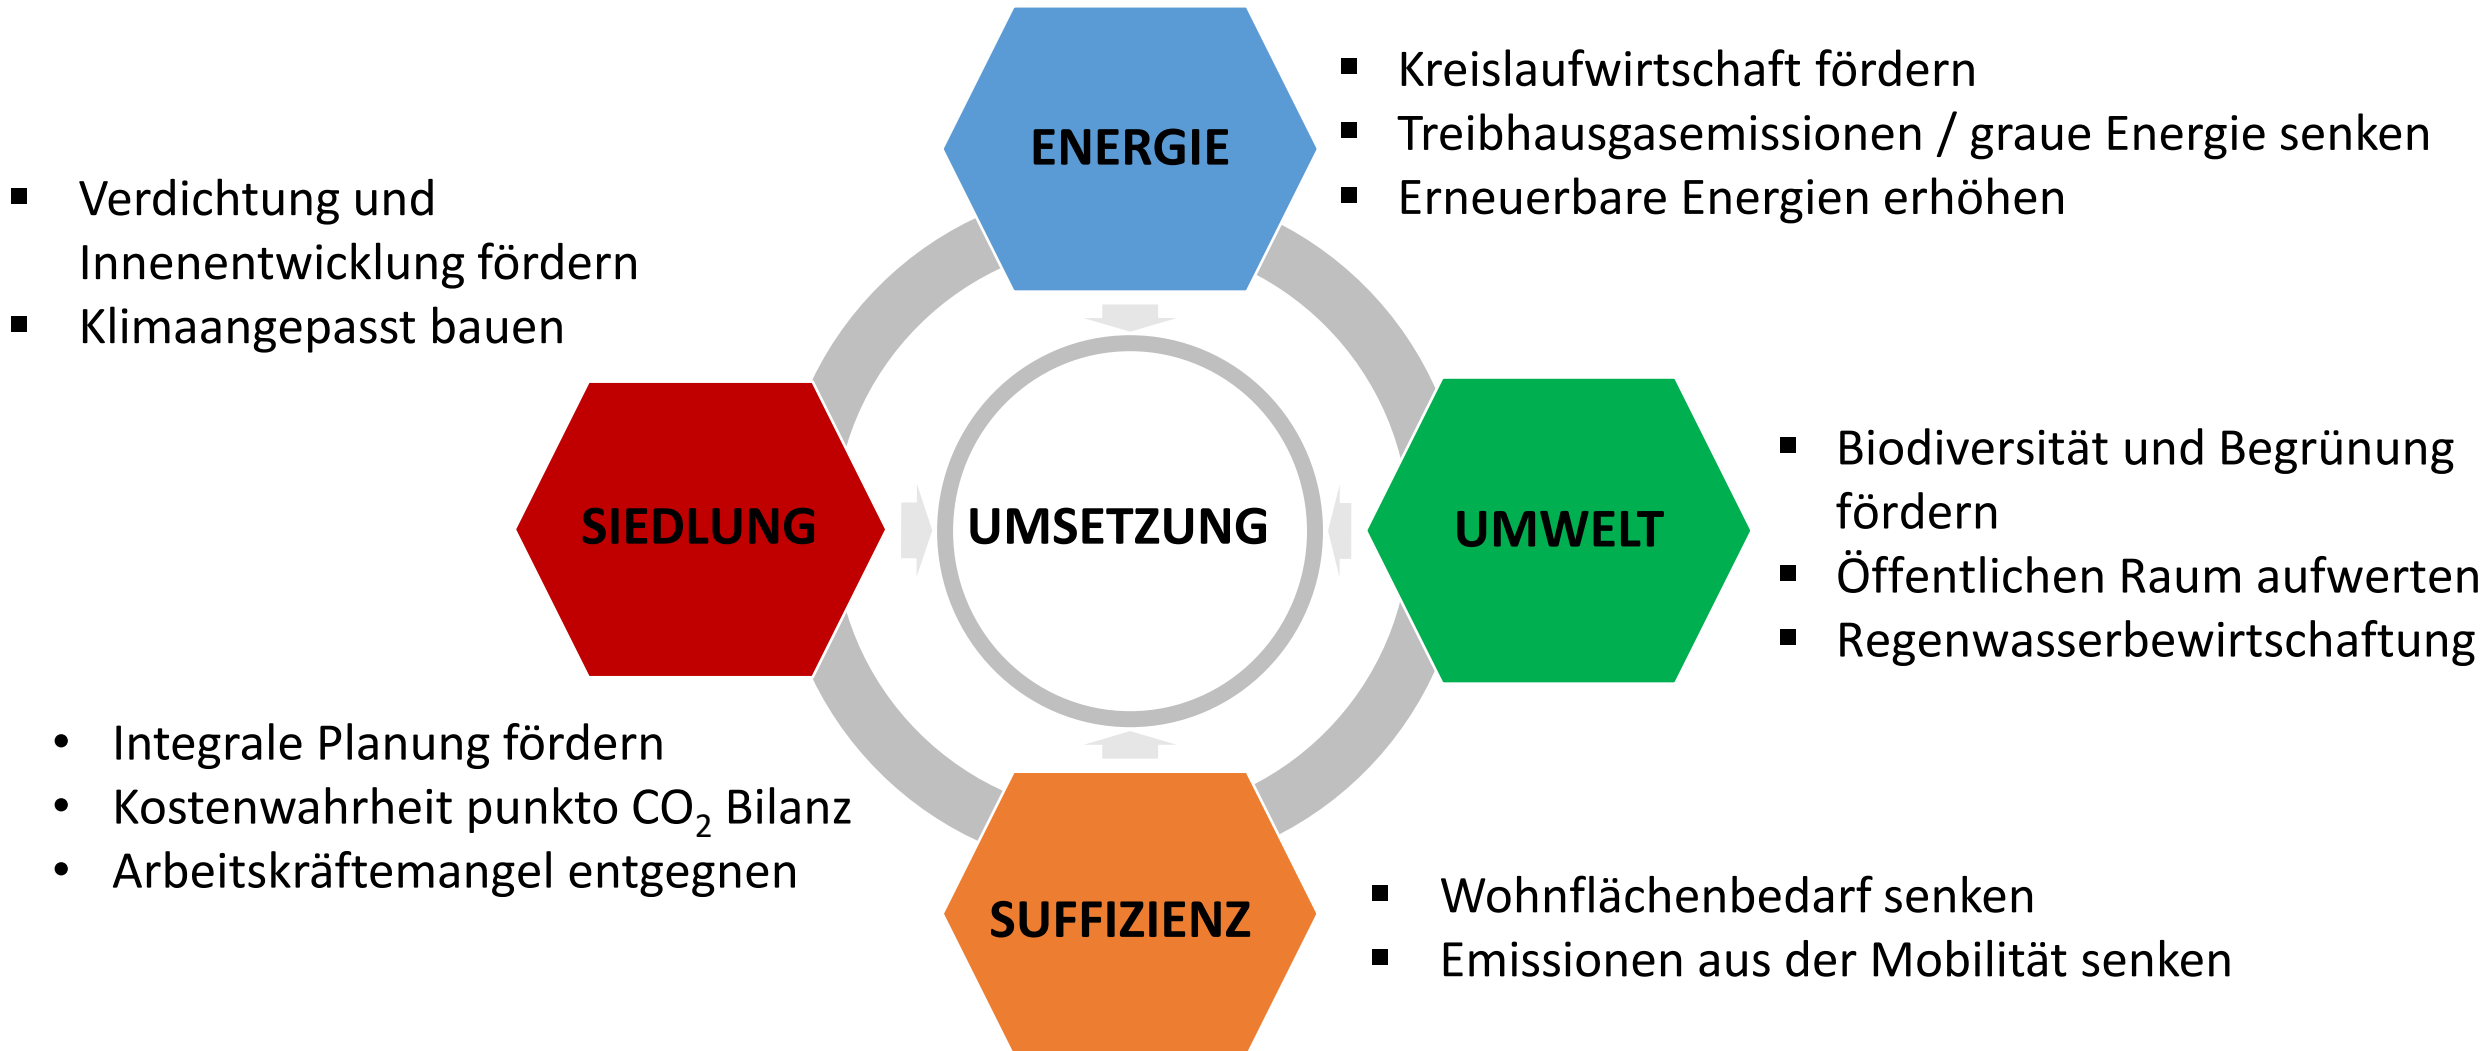 ENERGIE
▪ Kreislaufwirtschaft fördern
▪ Treibhausgasemissionen / graue Energie senken
▪ Erneuerbare Energien erhöhen
▪ Verdichtung und
Innenentwicklung fördern
▪ Klimaangepasst bauen
SIEDLUNG
UMSETZUNG
UMWELT
▪ Biodiversität und Begrünung
fördern
▪ Öffentlichen Raum aufwerten
▪ Regenwasserbewirtschaftung
• Integrale Planung fördern
• Kostenwahrheit punkto CO₂ Bilanz
• Arbeitskräftemangel entgegnen
SUFFIZIENZ
▪ Wohnflächenbedarf senken
▪ Emissionen aus der Mobilität senken